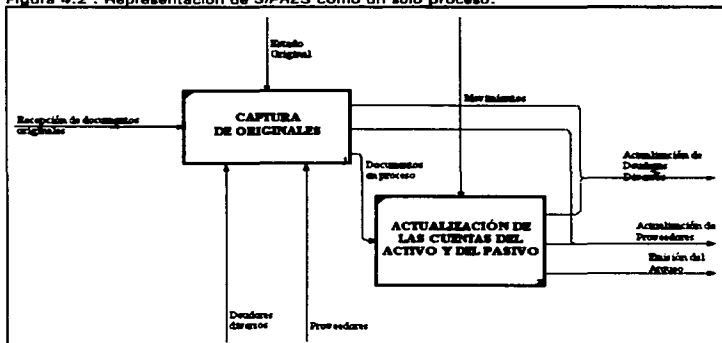 Figura 4.2 : Representación de SIPAES como un solo proceso.
Estado
Original
Recepción de documentos
originales
CAPTURA
DE ORIGINALES
Movimientos
Documentos
en proceso
Actualización de
Deudores
Diversos
ACTUALIZACIÓN DE
LAS CUENTAS DEL
ACTIVO Y DEL PASIVO
Actualización de
Proveedores
Emisión del
Deudores
diversos
Proveedores